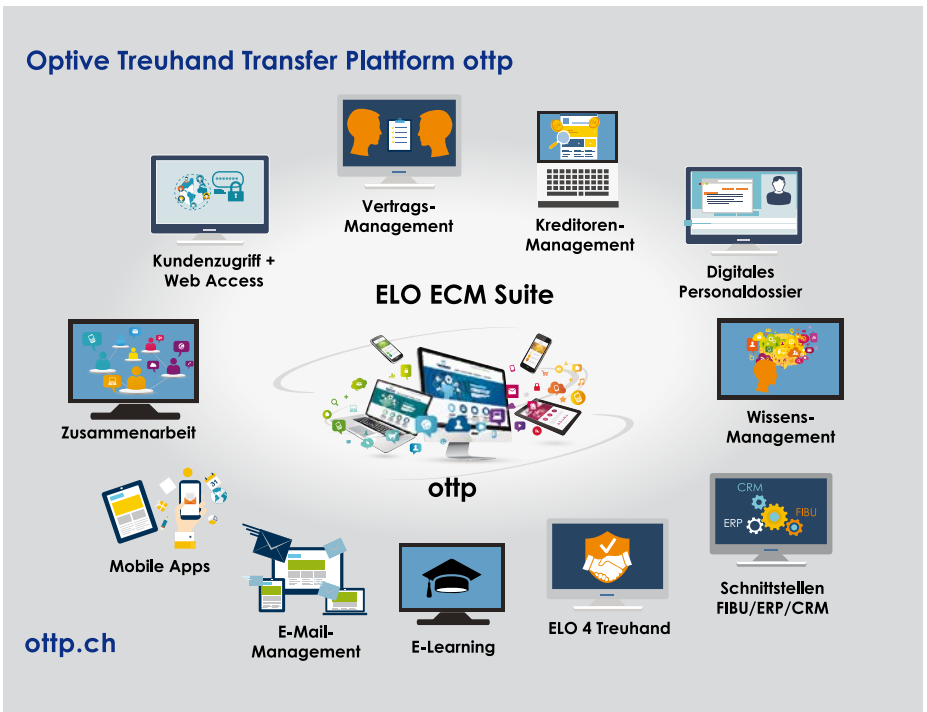 Optive Treuhand Transfer Plattform ottp
Vertrags-
Management
Kreditoren-
Management
Kundenzugriff +
Web Access
Digitales
Personaldossier
ELO ECM Suite
Zusammenarbeit
Wissens-
Management
ottp
CRM
ERP
FIBU
31
Mobile Apps
Schnittstellen
FIBU/ERP/CRM
E-Mail-
Management
E-Learning
ELO 4 Treuhand
ottp.ch